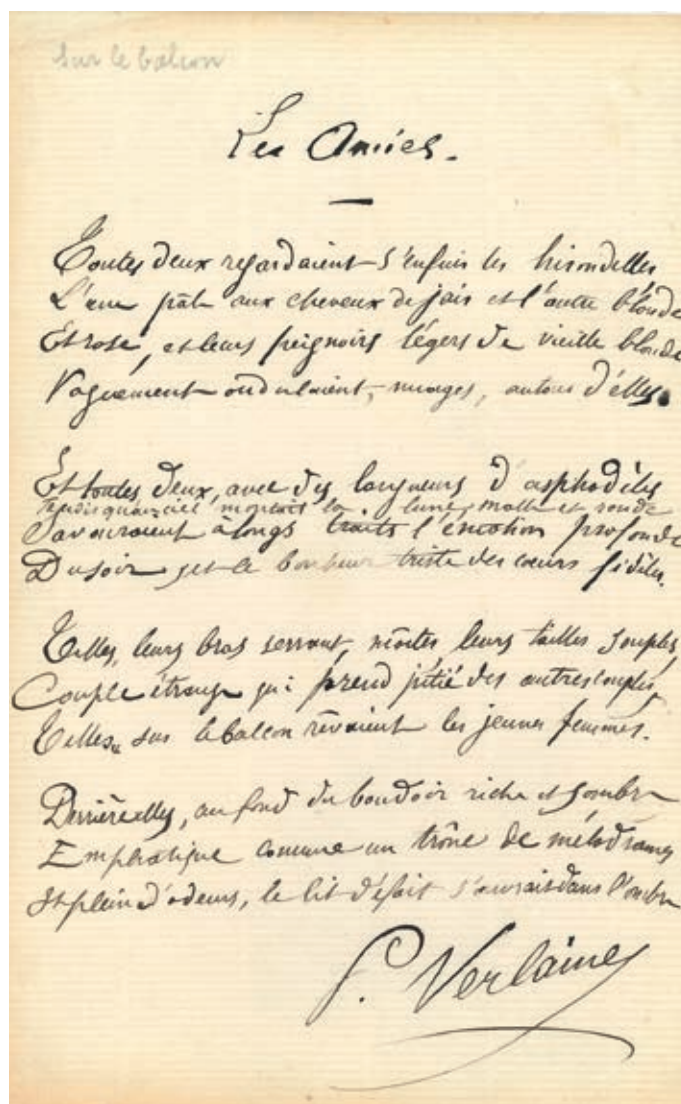 Sur le balcon
Les Amies.
Toutes deux regardaient s'enfuir les hirondelles
L'une pâle aux cheveux de jais et l'autre blonde
Et rose, et leurs peignoirs légers de vieille blonde
Vaguement ondulaient, nuages, autour d'elles.
Et toutes deux, avec des langueurs d'asphodèles
Tandis qu'au ciel montait la lune, molle et ronde
Savouraient à longs traits l'émotion profonde
Du soir, et le bonheur triste des cœurs fidèles.
Telles, leurs bras serrant, moites, leurs tailles souples,
Couple étrange qui prend pitié des autres couples,
Telles, sur le balcon rêvaient les jeunes femmes.
Derrière elles, au fond du boudoir riche et sombre
Emphatique comme un trône de mélodrames
Et plein d'odeurs, le lit défait s'ouvrait dans l'ombre
P. Verlaine